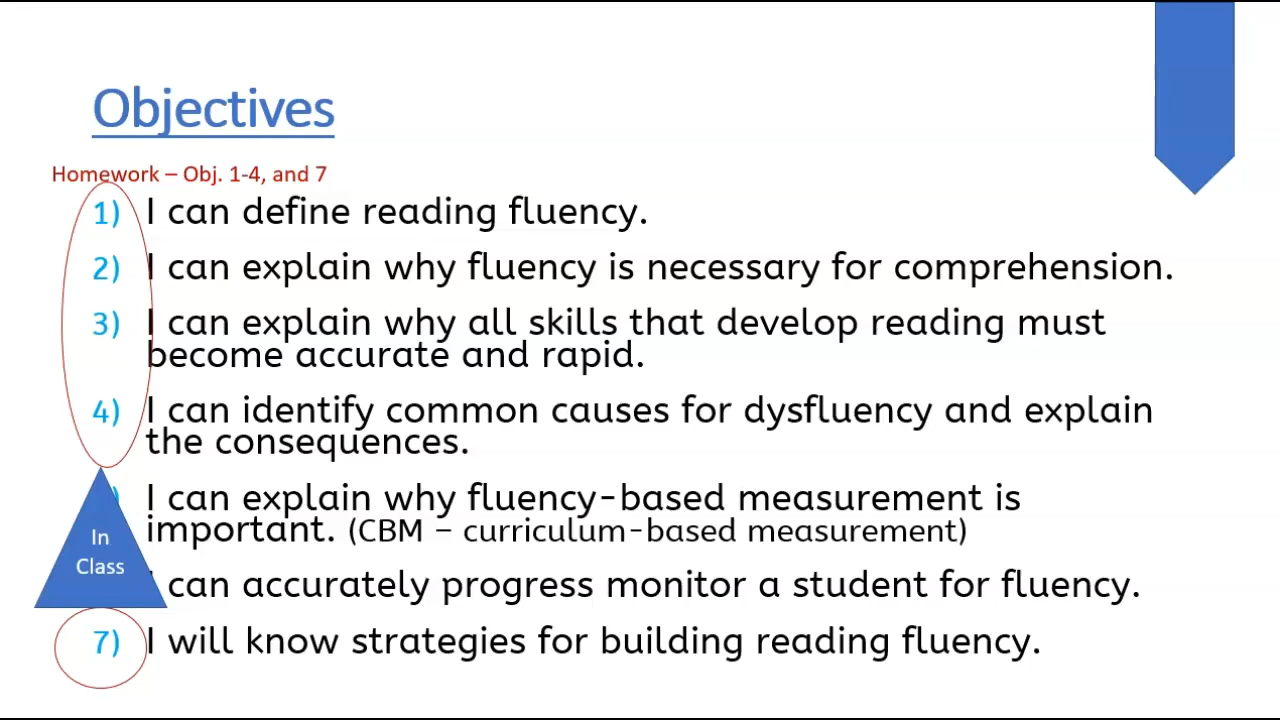 Objectives
Homework – Obj. 1-4, and 7
1) I can define reading fluency.
2) I can explain why fluency is necessary for comprehension.
3) I can explain why all skills that develop reading must
become accurate and rapid.
4) I can identify common causes for dysfluency and explain
the consequences.
) I can explain why fluency-based measurement is
important. (CBM – curriculum-based measurement)
In
Class
I can accurately progress monitor a student for fluency.
7) I will know strategies for building reading fluency.